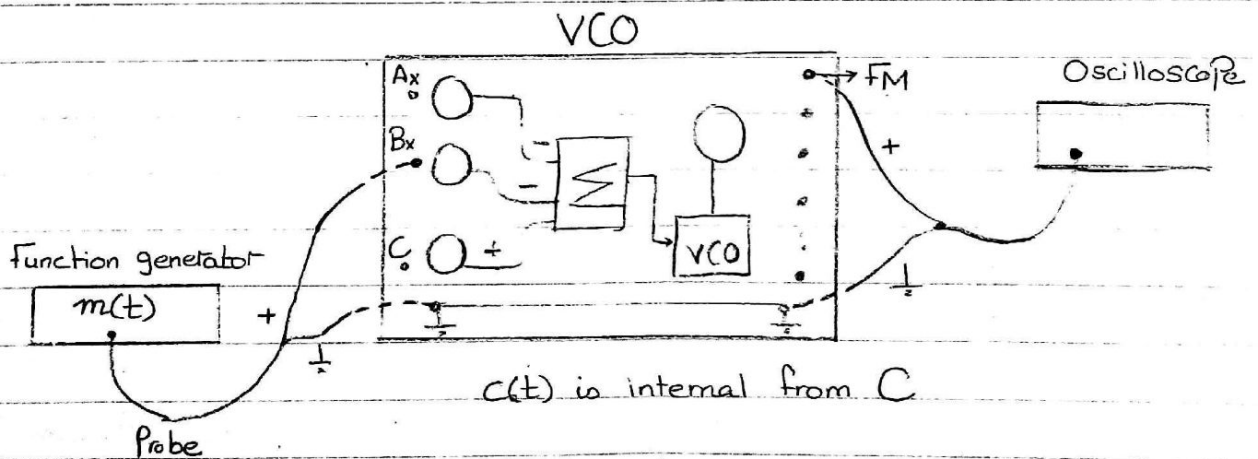 VCO
Ax
Bx
C
-
-
+
Σ
VCO
FM
+
Oscilloscope
Function generator
m(t)
+
Probe
c(t) is internal from C